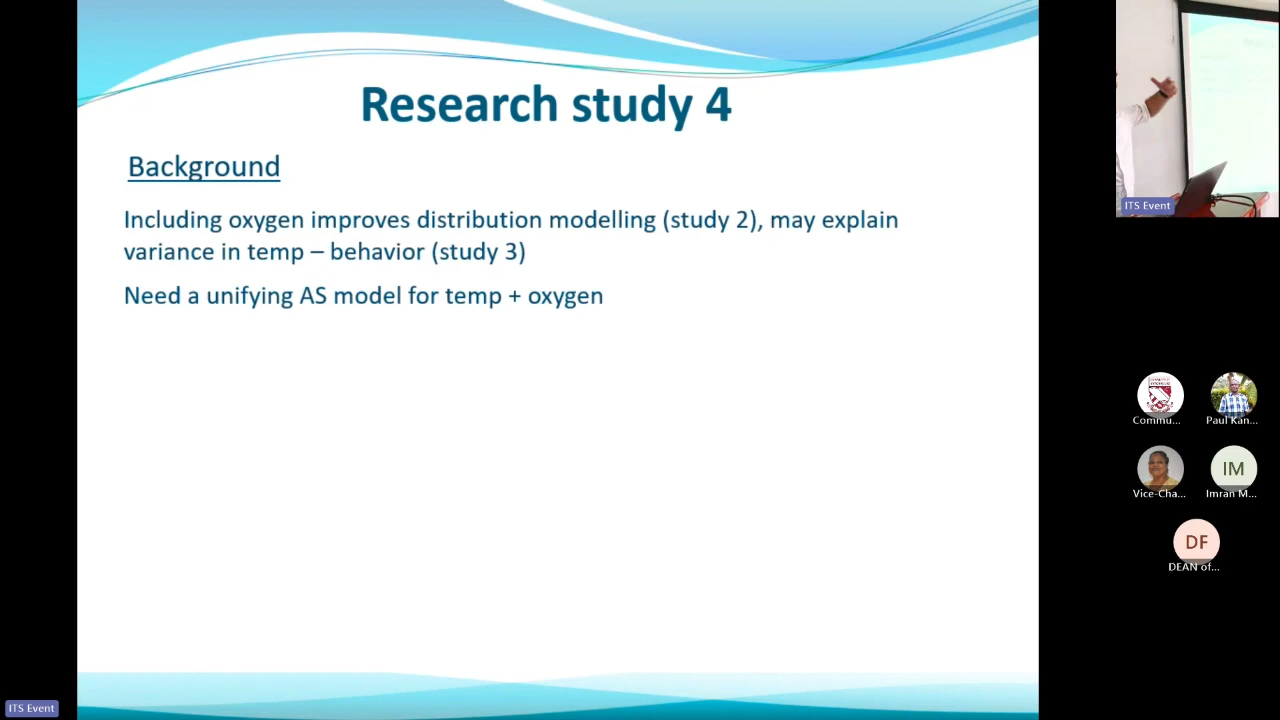 Research study 4
Background
Including oxygen improves distribution modelling (study 2), may explain
variance in temp – behavior (study 3)
Need a unifying AS model for temp + oxygen
ITS Event
Commu...
Paul Kan...
Vice-Cha...
IM
Imran M...
DF
DEAN of...
ITS Event